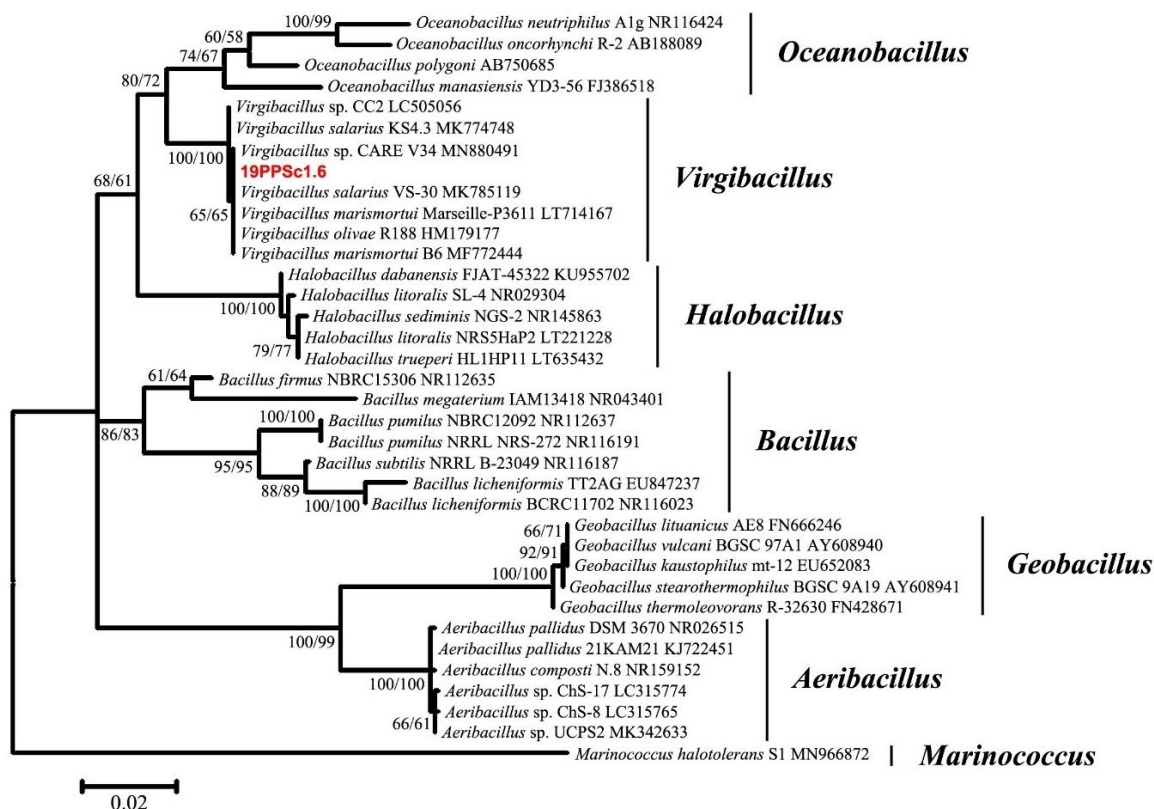 100/99
Oceanobacillus neutriphilus A1g NR116424
60/58
Oceanobacillus oncorhynchi R-2 AB188089
74/67
Oceanobacillus polygoni AB750685
Oceanobacillus
80/72
Oceanobacillus manasiensis YD3-56 FJ386518
Virgibacillus sp. CC2 LC505056
Virgibacillus salarius KS4.3 MK774748
100/100
Virgibacillus sp. CARE V34 MN880491
19PPSc1.6
Virgibacillus
68/61
Virgibacillus salarius VS-30 MK785119
65/65
Virgibacillus marismortui Marseille-P3611 LT714167
Virgibacillus olivae R188 HM179177
Virgibacillus marismortui B6 MF772444
Halobacillus dabanensis FJAT-45322 KU955702
100/100
Halobacillus litoralis SL-4 NR029304
Halobacillus sediminis NGS-2 NR145863
Halobacillus
Halobacillus litoralis NRS5HaP2 LT221228
79/77
Halobacillus trueperi HL1HP11 LT635432
61/64
Bacillus firmus NBRC15306 NR112635
Bacillus megaterium IAM13418 NR043401
86/83
100/100
Bacillus pumilus NBRC12092 NR112637
Bacillus pumilus NRRL NRS-272 NR116191
Bacillus
95/95
Bacillus subtilis NRRL B-23049 NR116187
88/89
Bacillus licheniformis TT2AG EU847237
100/100
Bacillus licheniformis BCRC11702 NR116023
66/71
Geobacillus lituanicus AE8 FN666246
92/91
Geobacillus vulcani BGSC 97A1 AY608940
Geobacillus kaustophilus mt-12 EU652083
Geobacillus
100/100
Geobacillus stearothermophilus BGSC 9A19 AY608941
Geobacillus thermoleovorans R-32630 FN428671
100/99
Aeribacillus pallidus DSM 3670 NR026515
Aeribacillus pallidus 21KAM21 KJ722451
Aeribacillus composti N.8 NR159152
100/100
Aeribacillus sp. ChS-17 LC315774
Aeribacillus
Aeribacillus sp. ChS-8 LC315765
66/61
Aeribacillus sp. UCPS2 MK342633
Marinococcus halotolerans S1 MN966872
Marinococcus
0.02